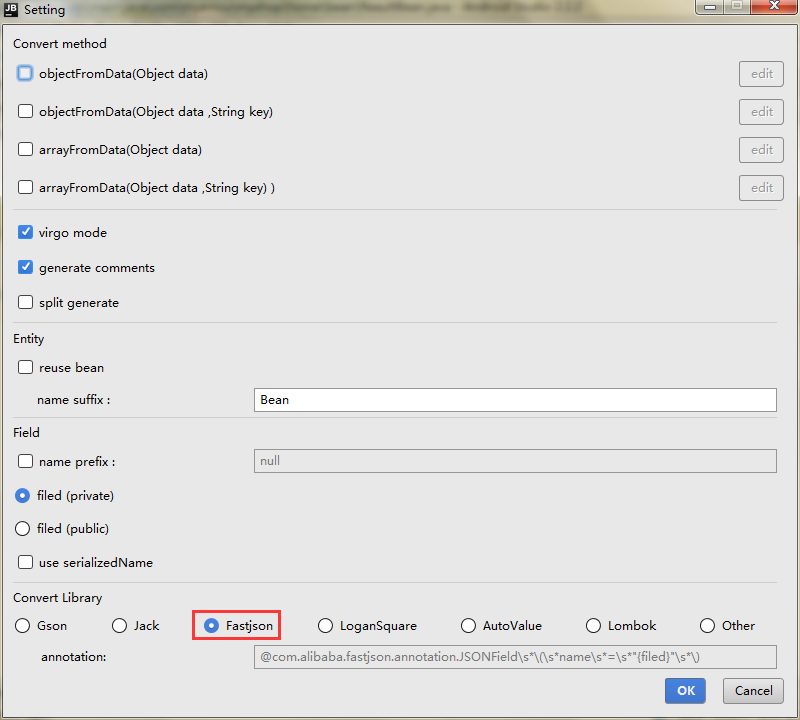 JB Setting
Convert method
objectFromData(Object data) edit
objectFromData(Object data ,String key) edit
arrayFromData(Object data) edit
arrayFromData(Object data ,String key) ) edit
virgo mode
generate comments
split generate
Entity
reuse bean
name suffix : Bean
Field
name prefix : null
filed (private)
filed (public)
use serializedName
Convert Library
Gson Jack Fastjson LoganSquare AutoValue Lombok Other
annotation: @com.alibaba.fastjson.annotation.JSONField\s*\(\s*name\s*=\s*"{filed}"\s*\)
OK Cancel